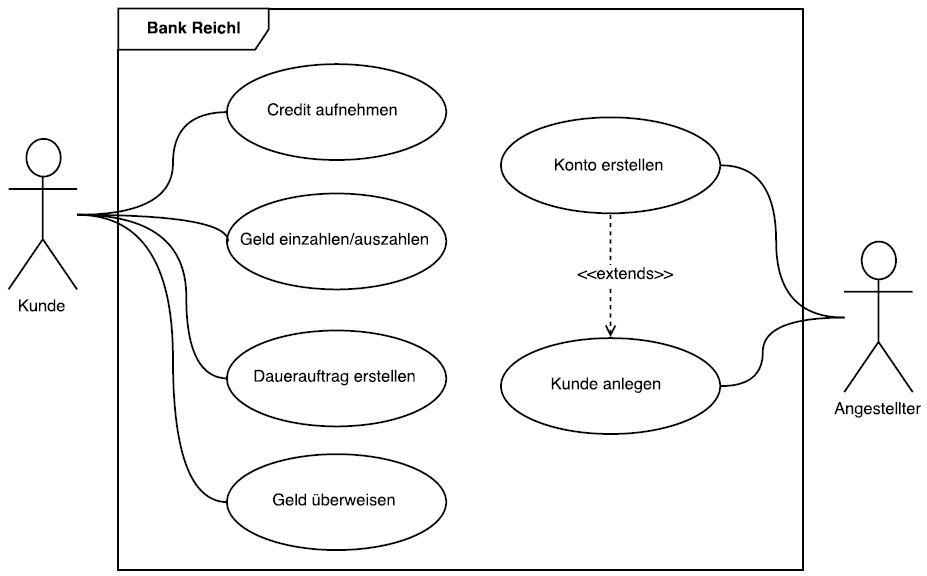 Bank Reichl
Credit aufnehmen
Konto erstellen
Geld einzahlen/auszahlen
<<extends>>
Kunde
Dauerauftrag erstellen
Kunde anlegen
Angestellter
Geld überweisen